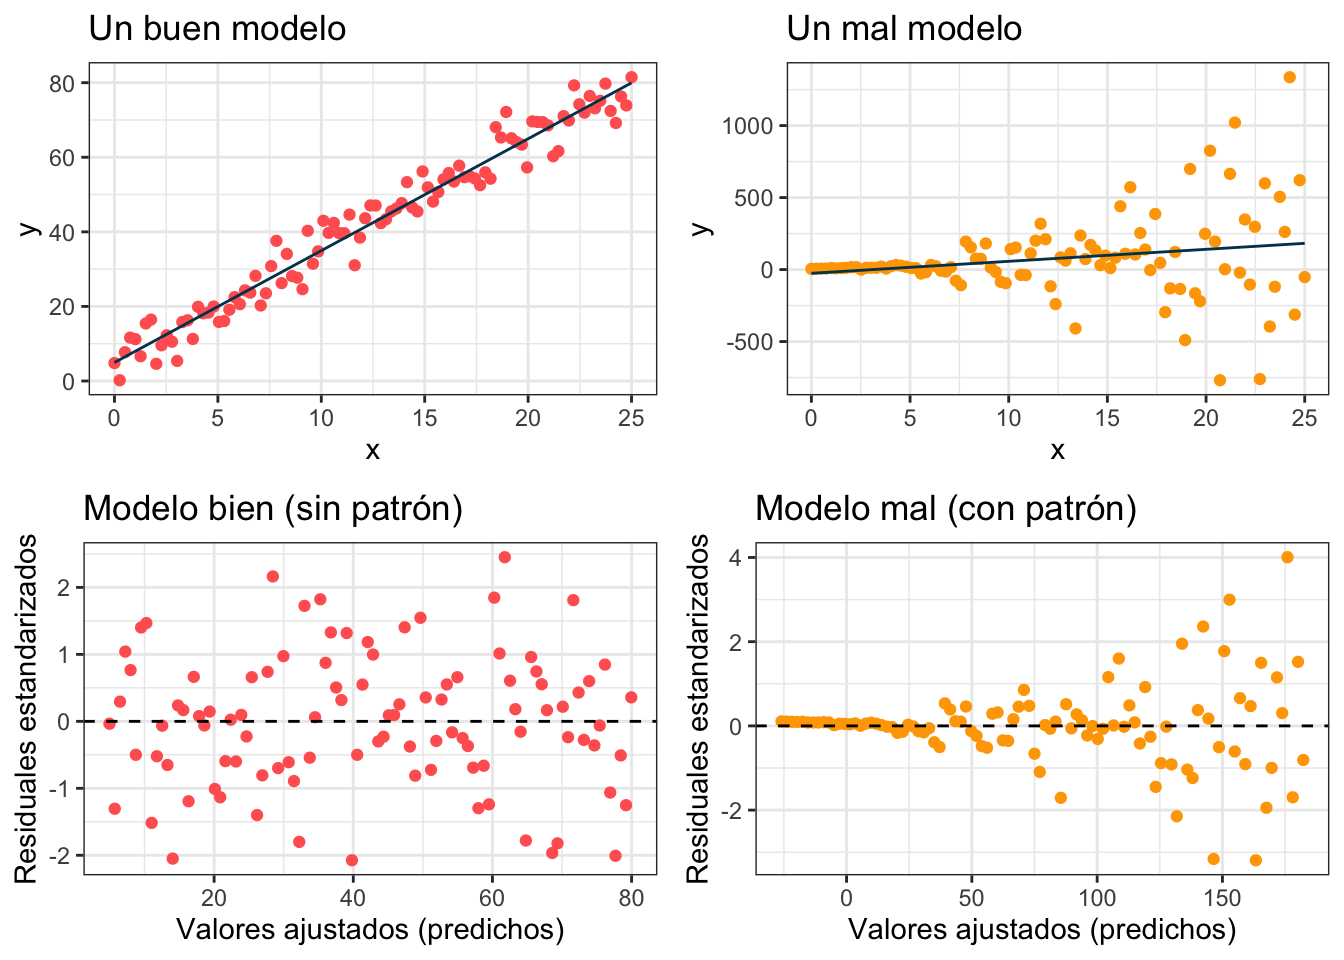 Un buen modelo
80
60
40
20
0
y
0 5 10 15 20 25
x
Un mal modelo
1000
500
0
-500
y
0 5 10 15 20 25
x
Modelo bien (sin patrón)
2
1
0
-1
-2
Residuales estandarizados
20 40 60 80
Valores ajustados (predichos)
Modelo mal (con patrón)
4
2
0
-2
Residuales estandarizados
0 50 100 150
Valores ajustados (predichos)